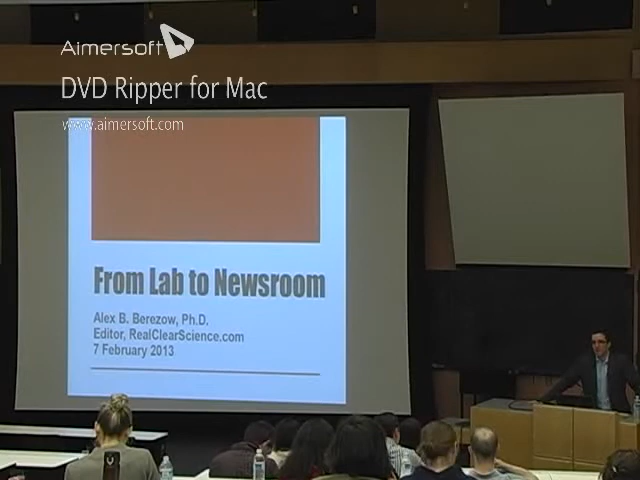 Aimersoft
DVD Ripper for Mac
www.aimersoft.com
From Lab to Newsroom
Alex B. Berezow, Ph.D.
Editor, RealClearScience.com
7 February 2013